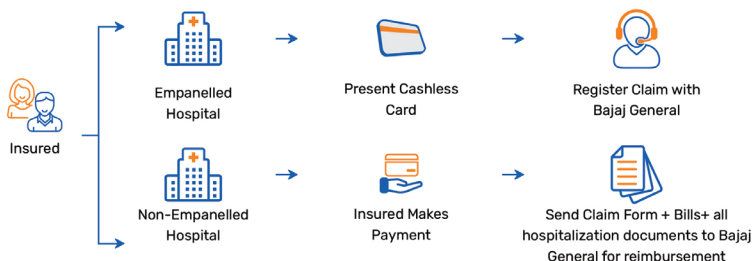 Insured
Empanelled
Hospital
Present Cashless
Card
Register Claim with
Bajaj General
Non-Empanelled
Hospital
Insured Makes
Payment
Send Claim Form + Bills+ all
hospitalization documents to Bajaj
General for reimbursement